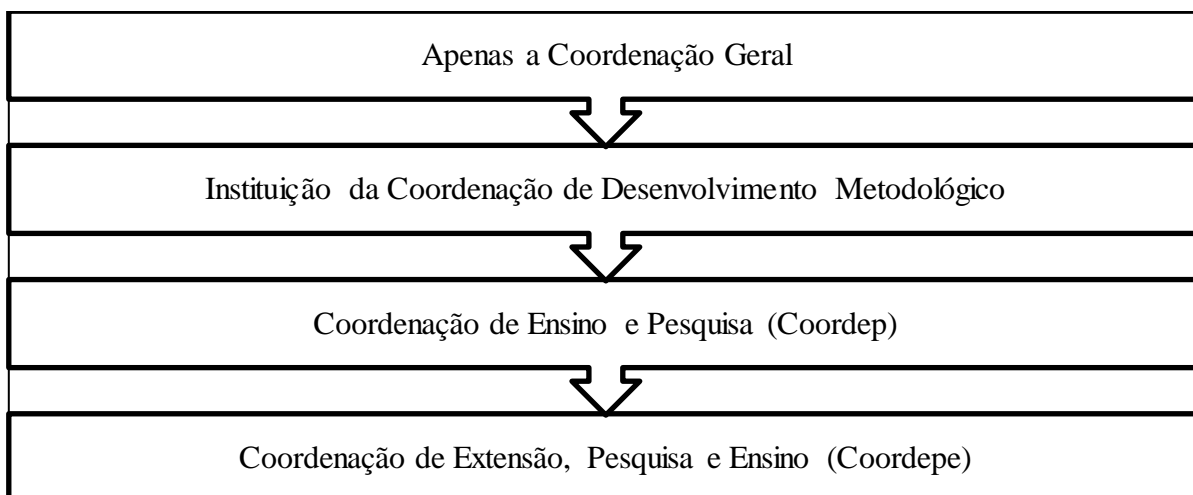 Apenas a Coordenação Geral
Instituição da Coordenação de Desenvolvimento Metodológico
Coordenação de Ensino e Pesquisa (Coordep)
Coordenação de Extensão, Pesquisa e Ensino (Coordepe)